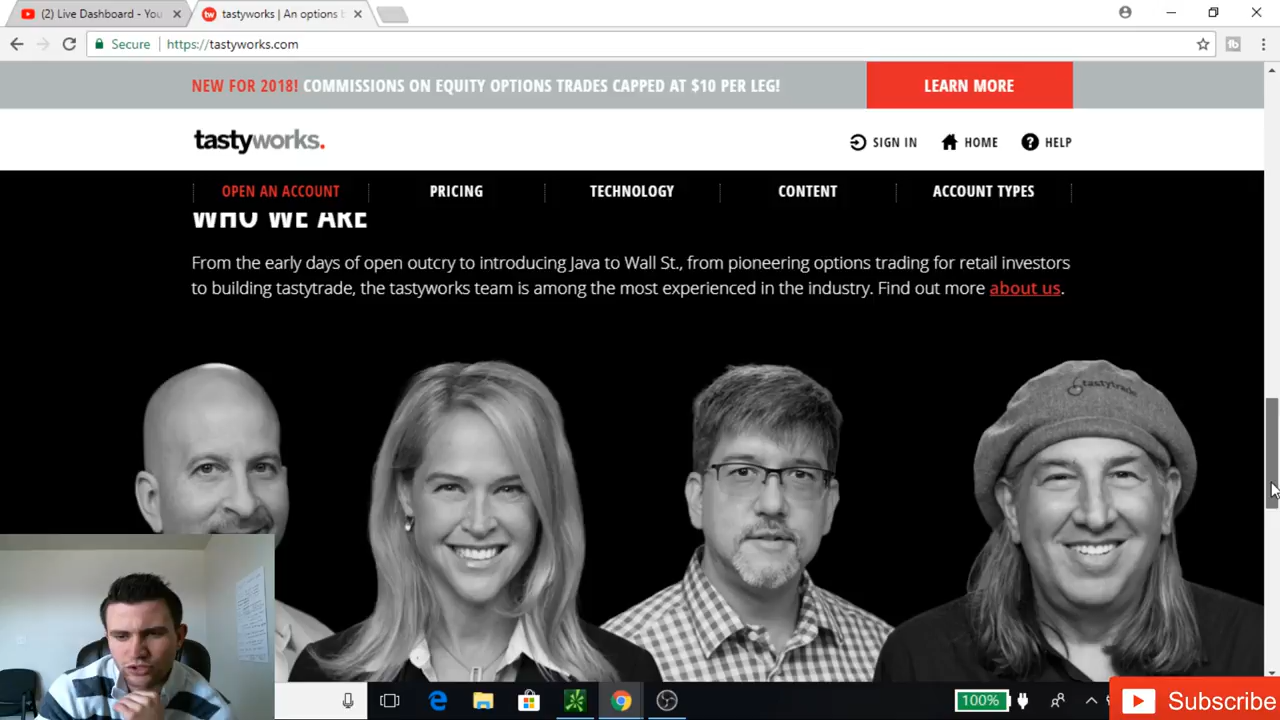 (2) Live Dashboard - You
tastyworks | An options b
Secure
https://tastyworks.com
NEW FOR 2018! COMMISSIONS ON EQUITY OPTIONS TRADES CAPPED AT $10 PER LEG!
LEARN MORE
tastyworks.
SIGN IN
HOME
HELP
OPEN AN ACCOUNT
PRICING
TECHNOLOGY
CONTENT
ACCOUNT TYPES
WHO WE ARE
From the early days of open outcry to introducing Java to Wall St., from pioneering options trading for retail investors
to building tastytrade, the tastyworks team is among the most experienced in the industry. Find out more about us.
tastytrade
100%
Subscribe